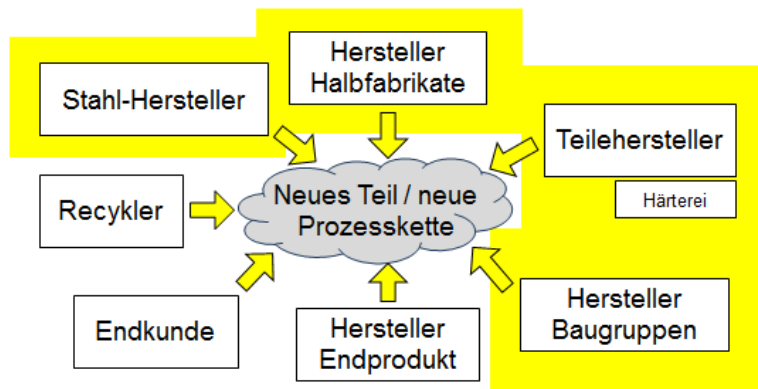 Hersteller
Halbfabrikate
Stahl-Hersteller
Teilehersteller
Härterei
Neues Teil / neue
Prozesskette
Recykler
Hersteller
Baugruppen
Endkunde
Hersteller
Endprodukt